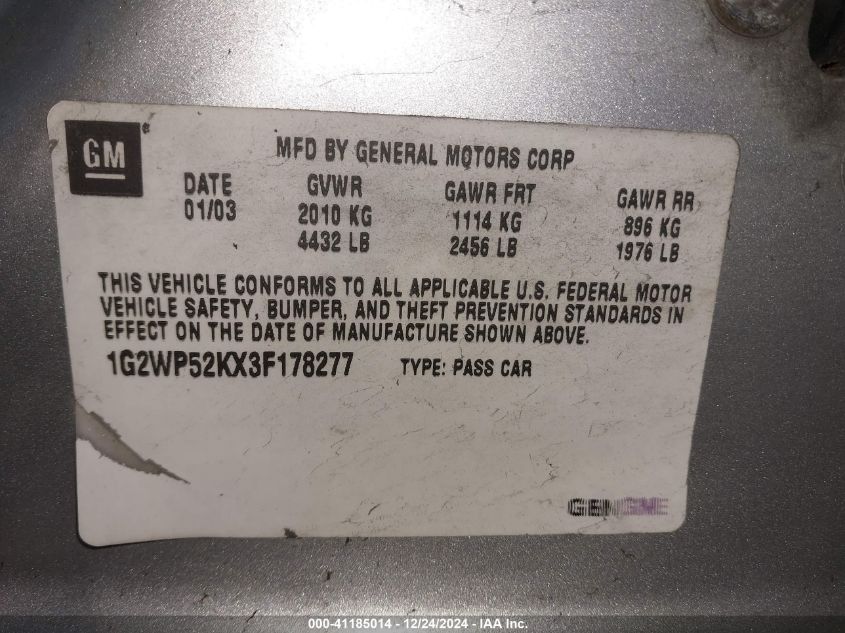 GM
MFD BY GENERAL MOTORS CORP
DATE GVWR GAWR FRT GAWR RR
01/03 2010 KG 1114 KG 896 KG
4432 LB 2456 LB 1976 LB
THIS VEHICLE CONFORMS TO ALL APPLICABLE U.S. FEDERAL MOTOR
VEHICLE SAFETY, BUMPER, AND THEFT PREVENTION STANDARDS IN
EFFECT ON THE DATE OF MANUFACTURE SHOWN ABOVE.
1G2WP52KX3F178277 TYPE: PASS CAR
000-41185014 - 12/24/2024 - IAA Inc.